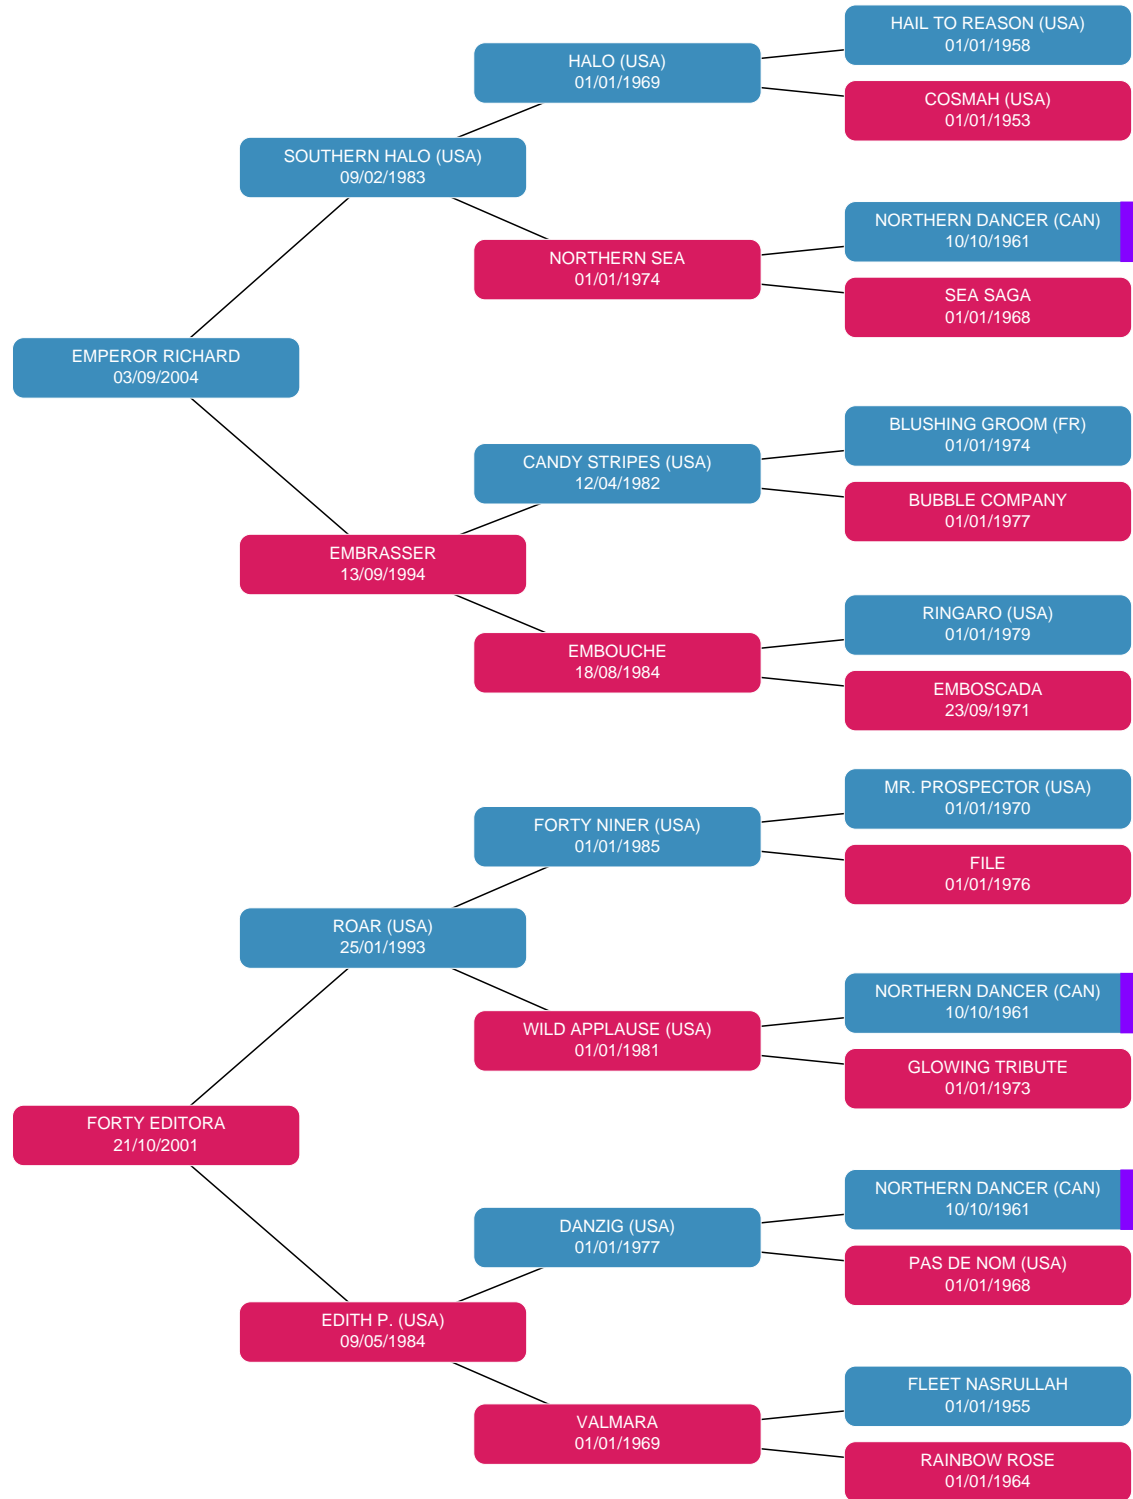 HAIL TO REASON (USA)
01/01/1958
HALO (USA)
01/01/1969
COSMAH (USA)
01/01/1953
SOUTHERN HALO (USA)
09/02/1983
NORTHERN DANCER (CAN)
10/10/1961
NORTHERN SEA
01/01/1974
SEA SAGA
01/01/1968
EMPEROR RICHARD
03/09/2004
BLUSHING GROOM (FR)
01/01/1974
CANDY STRIPES (USA)
12/04/1982
BUBBLE COMPANY
01/01/1977
EMBRASSER
13/09/1994
RINGARO (USA)
01/01/1979
EMBOUCHE
18/08/1984
EMBOSCADA
23/09/1971
MR. PROSPECTOR (USA)
01/01/1970
FORTY NINER (USA)
01/01/1985
FILE
01/01/1976
ROAR (USA)
25/01/1993
NORTHERN DANCER (CAN)
10/10/1961
WILD APPLAUSE (USA)
01/01/1981
GLOWING TRIBUTE
01/01/1973
FORTY EDITORA
21/10/2001
NORTHERN DANCER (CAN)
10/10/1961
DANZIG (USA)
01/01/1977
PAS DE NOM (USA)
01/01/1968
EDITH P. (USA)
09/05/1984
FLEET NASRULLAH
01/01/1955
VALMARA
01/01/1969
RAINBOW ROSE
01/01/1964